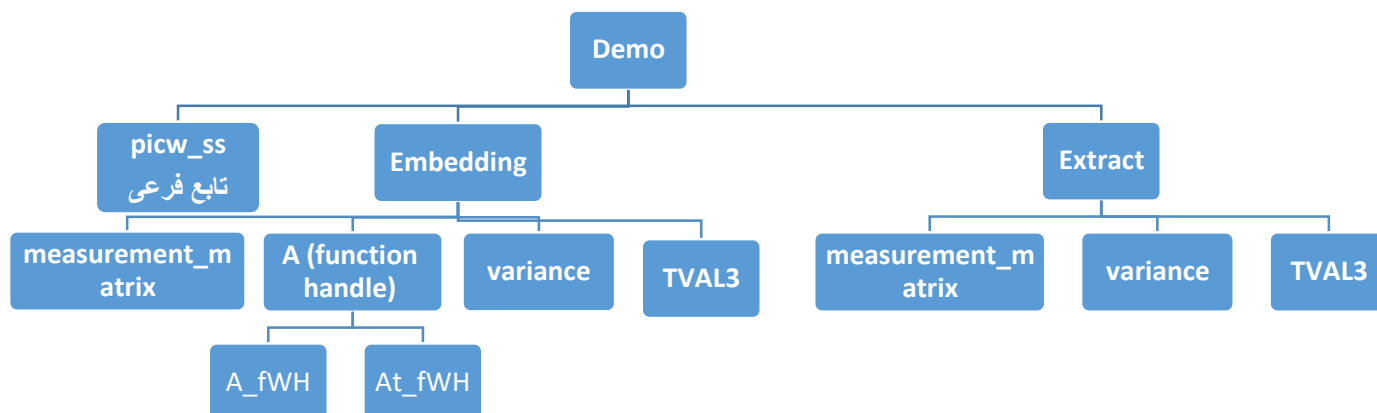 Demo
picw_ss
تابع فرعی
Embedding
Extract
measurement_m
atrix
A (function
handle)
variance
TVAL3
measurement_m
atrix
variance
TVAL3
A_fWH
At_fWH